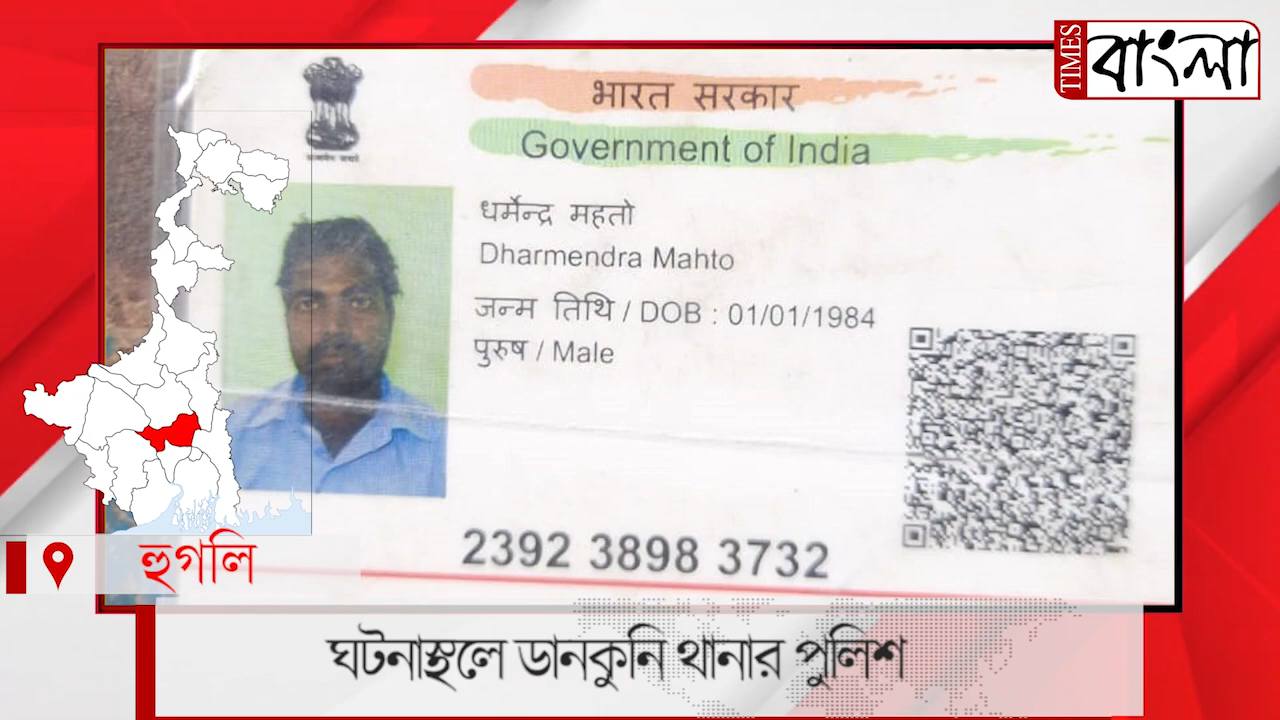 TIMES
বাংলা
भारत सरकार
Government of India
धर्मेन्द्र महतो
Dharmendra Mahto
जन्म तिथि / DOB : 01/01/1984
पुरुष / Male
2392 3898 3732
হুগলি
ঘটনাস্থলে ডানকুনি থানার পুলিশ